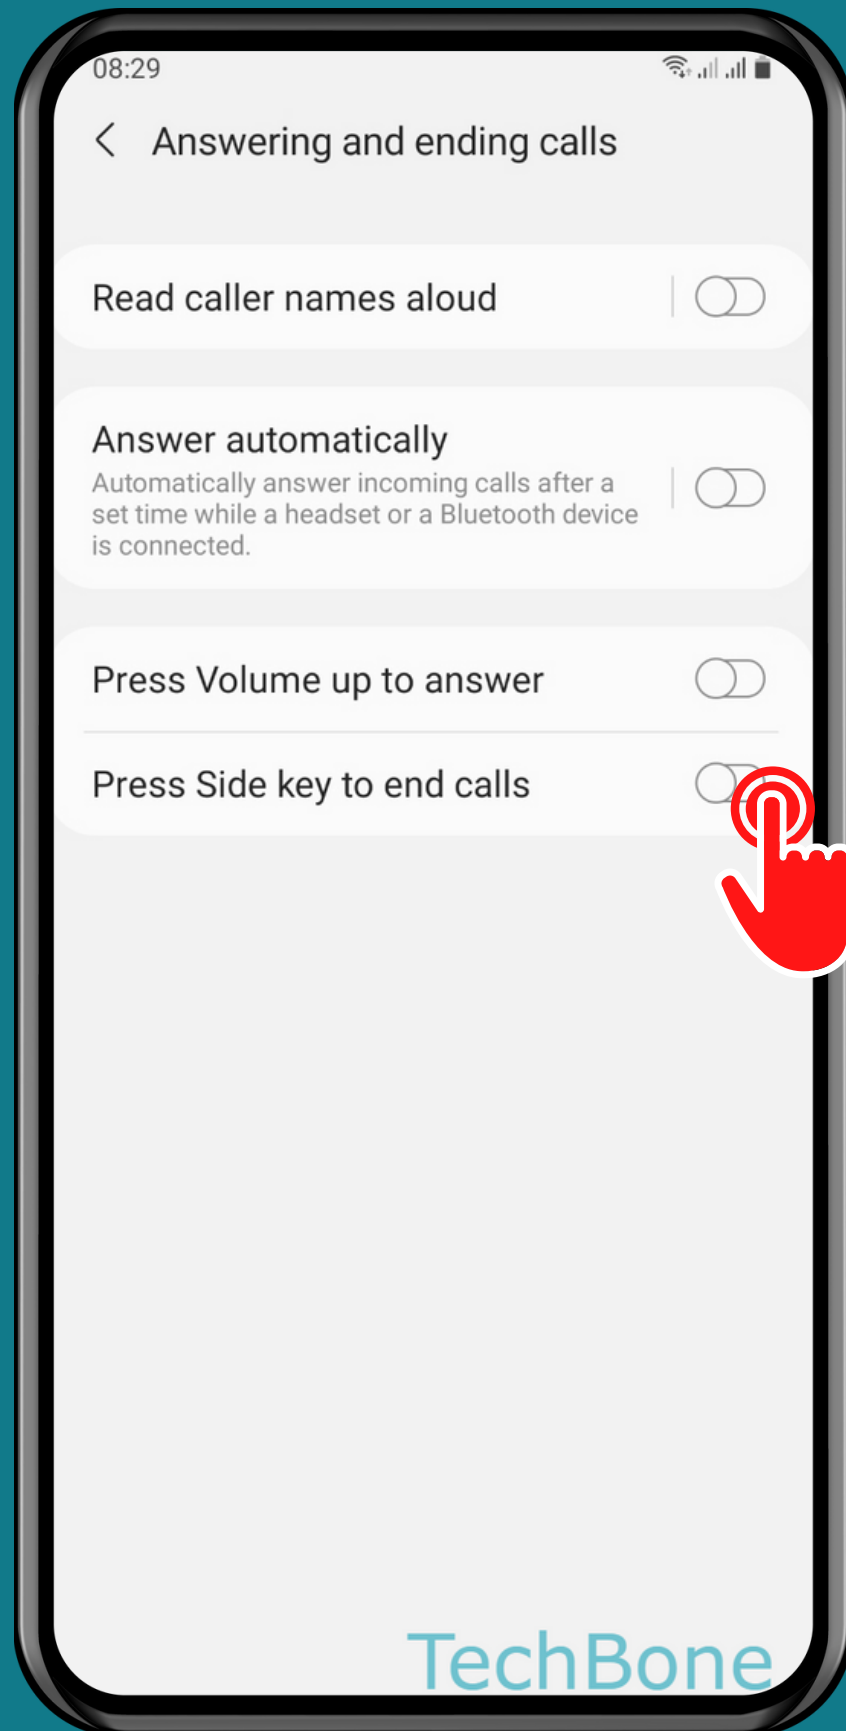 08:29
Answering and ending calls
Read caller names aloud
Answer automatically
Automatically answer incoming calls after a
set time while a headset or a Bluetooth device
is connected.
Press Volume up to answer
Press Side key to end calls
TechBone